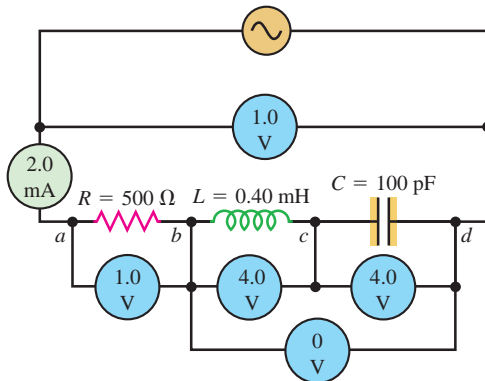 1.0
V
2.0
mA
R = 500 Ω
L = 0.40 mH
C = 100 pF
a
b
c
d
1.0
V
4.0
V
4.0
V
0
V